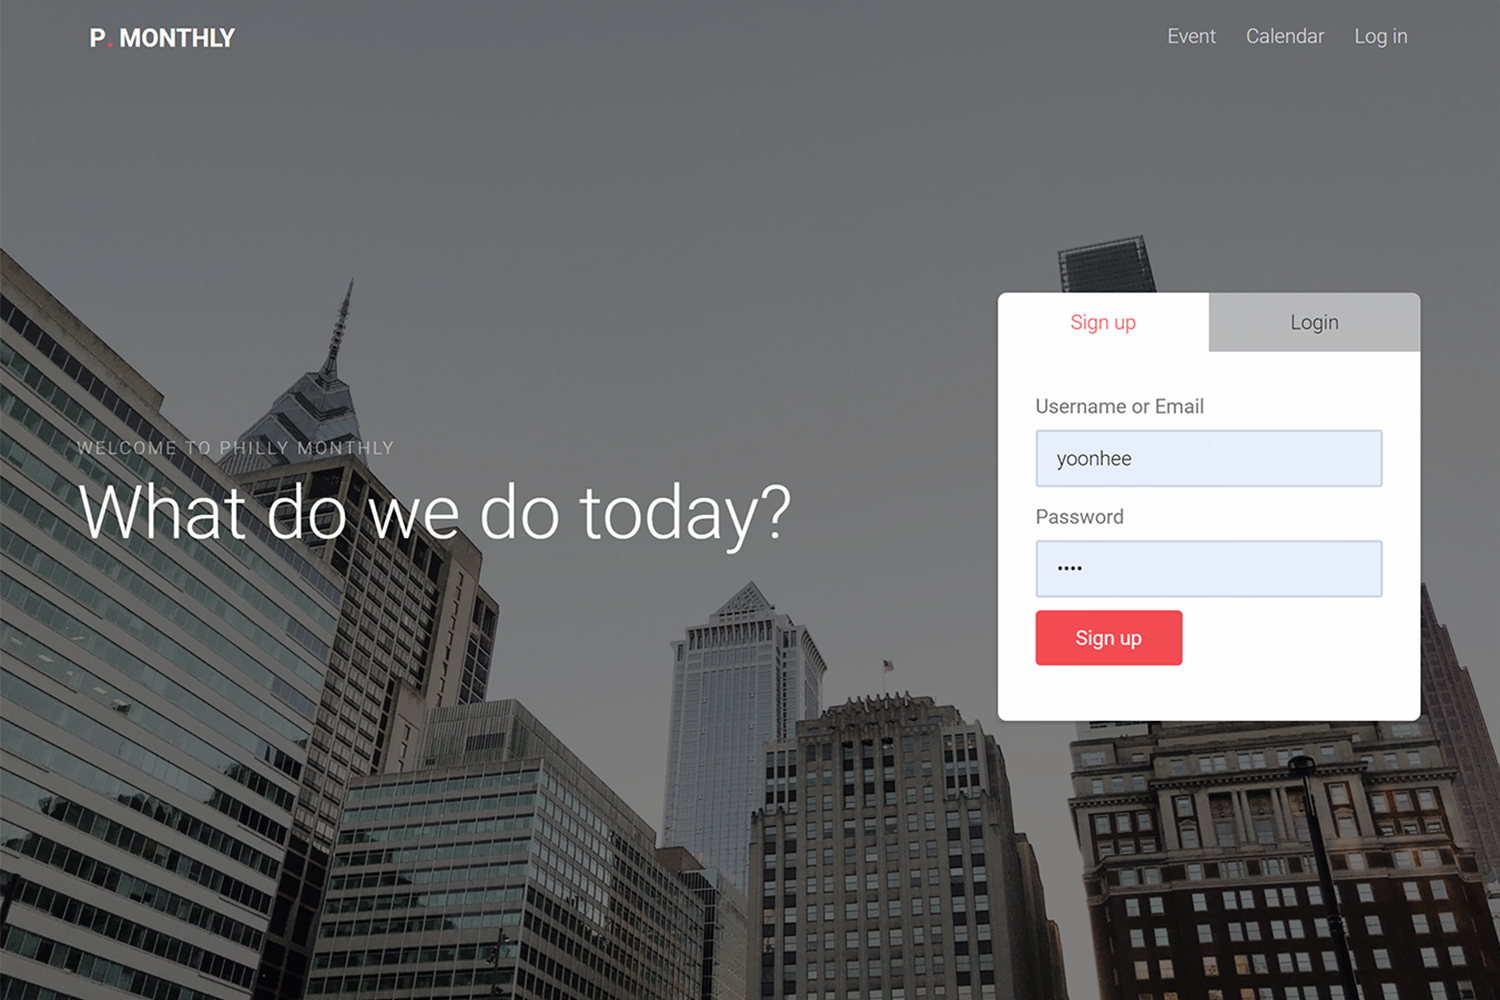 P. MONTHLY
Event Calendar Log in
Sign up Login
WELCOME TO PHILLY MONTHLY
What do we do today?
Username or Email
yoonhee
Password
••••
Sign up